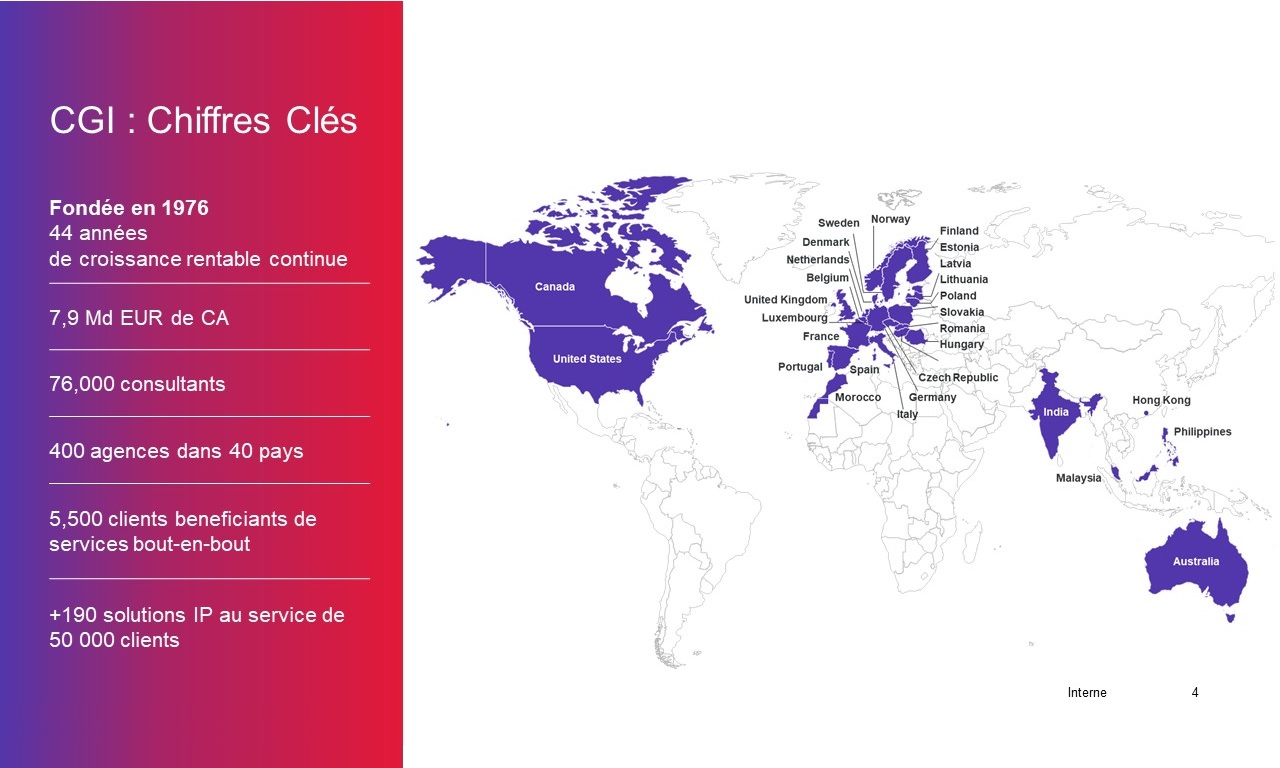 CGI : Chiffres Clés
Fondée en 1976
44 années
de croissance rentable continue
7,9 Md EUR de CA
76,000 consultants
400 agences dans 40 pays
5,500 clients beneficiants de
services bout-en-bout
+190 solutions IP au service de
50 000 clients
Canada
United States
Norway
Sweden
Denmark
Netherlands
Belgium
United Kingdom
Luxembourg
France
Portugal
Spain
Morocco
Finland
Estonia
Latvia
Lithuania
Poland
Slovakia
Romania
Hungary
Czech Republic
Germany
Italy
India
Hong Kong
Philippines
Malaysia
Australia
Interne 4